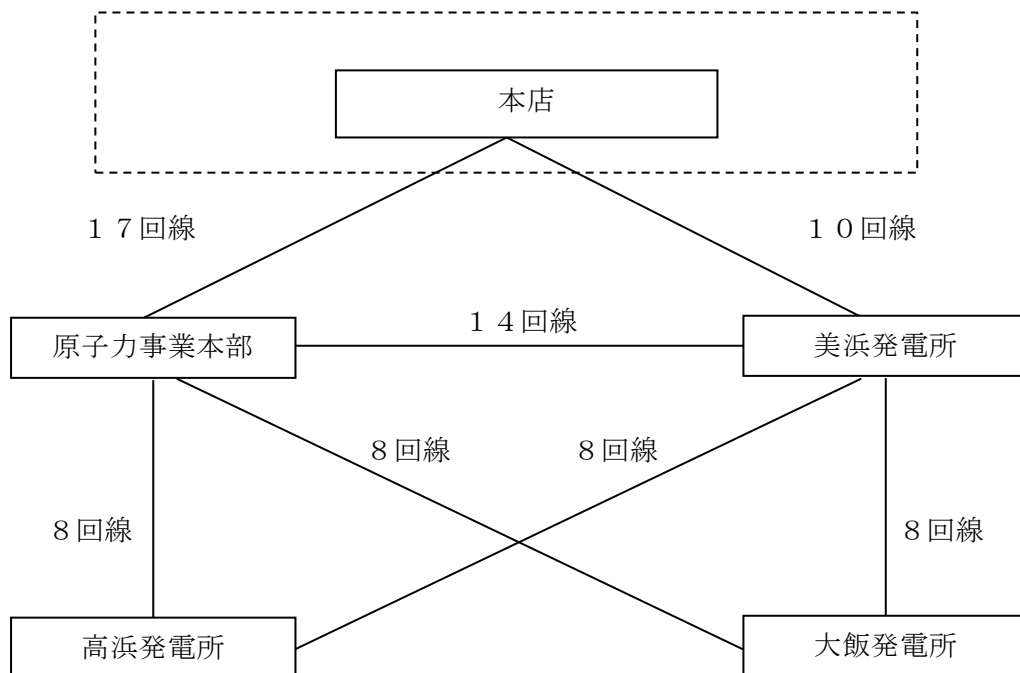 本店
１７回線
１０回線
１４回線
原子力事業本部
美浜発電所
８回線
８回線
８回線
８回線
高浜発電所
大飯発電所